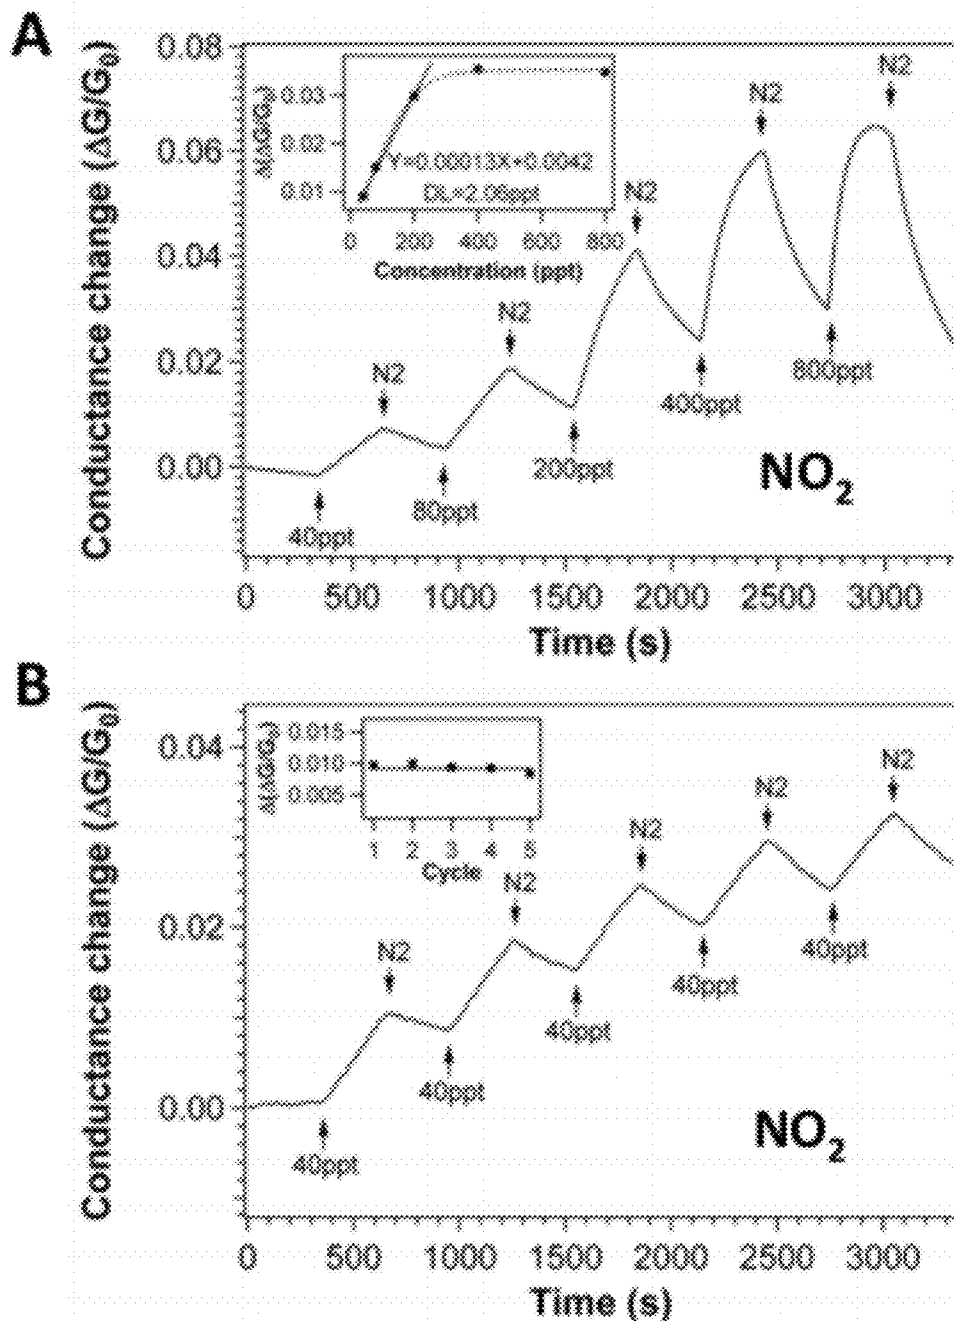 A
Conductance change (ΔG/G₀)
0.08
0.06
0.04
0.02
0.00
Δ(ΔG/G₀)
0.03
0.02
0.01
Y=0.00013X+0.0042
DL=2.06ppt
0 200 400 600 800
Concentration (ppt)
N2
N2
N2
N2
N2
40ppt
80ppt
200ppt
400ppt
800ppt
NO₂
0 500 1000 1500 2000 2500 3000
Time (s)
B
Conductance change (ΔG/G₀)
0.04
0.02
0.00
Δ(ΔG/G₀)
0.015
0.010
0.005
1 2 3 4 5
Cycle
N2
N2
N2
N2
N2
40ppt
40ppt
40ppt
40ppt
40ppt
NO₂
0 500 1000 1500 2000 2500 3000
Time (s)